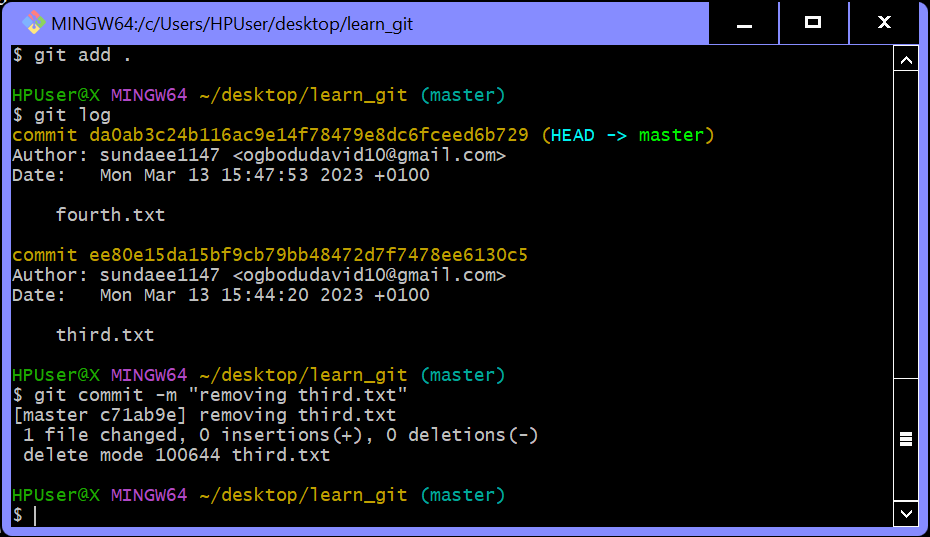 MINGW64:/c/Users/HPUser/desktop/learn_git
$ git add .
HPUser@X MINGW64 ~/desktop/learn_git (master)
$ git log
commit da0ab3c24b116ac9e14f78479e8dc6fceed6b729 (HEAD -> master)
Author: sundaee1147 <ogbodudavid10@gmail.com>
Date:   Mon Mar 13 15:47:53 2023 +0100
    fourth.txt
commit ee80e15da15bf9cb79bb48472d7f7478ee6130c5
Author: sundaee1147 <ogbodudavid10@gmail.com>
Date:   Mon Mar 13 15:44:20 2023 +0100
    third.txt
HPUser@X MINGW64 ~/desktop/learn_git (master)
$ git commit -m "removing third.txt"
[master c71ab9e] removing third.txt
 1 file changed, 0 insertions(+), 0 deletions(-)
 delete mode 100644 third.txt
HPUser@X MINGW64 ~/desktop/learn_git (master)
$